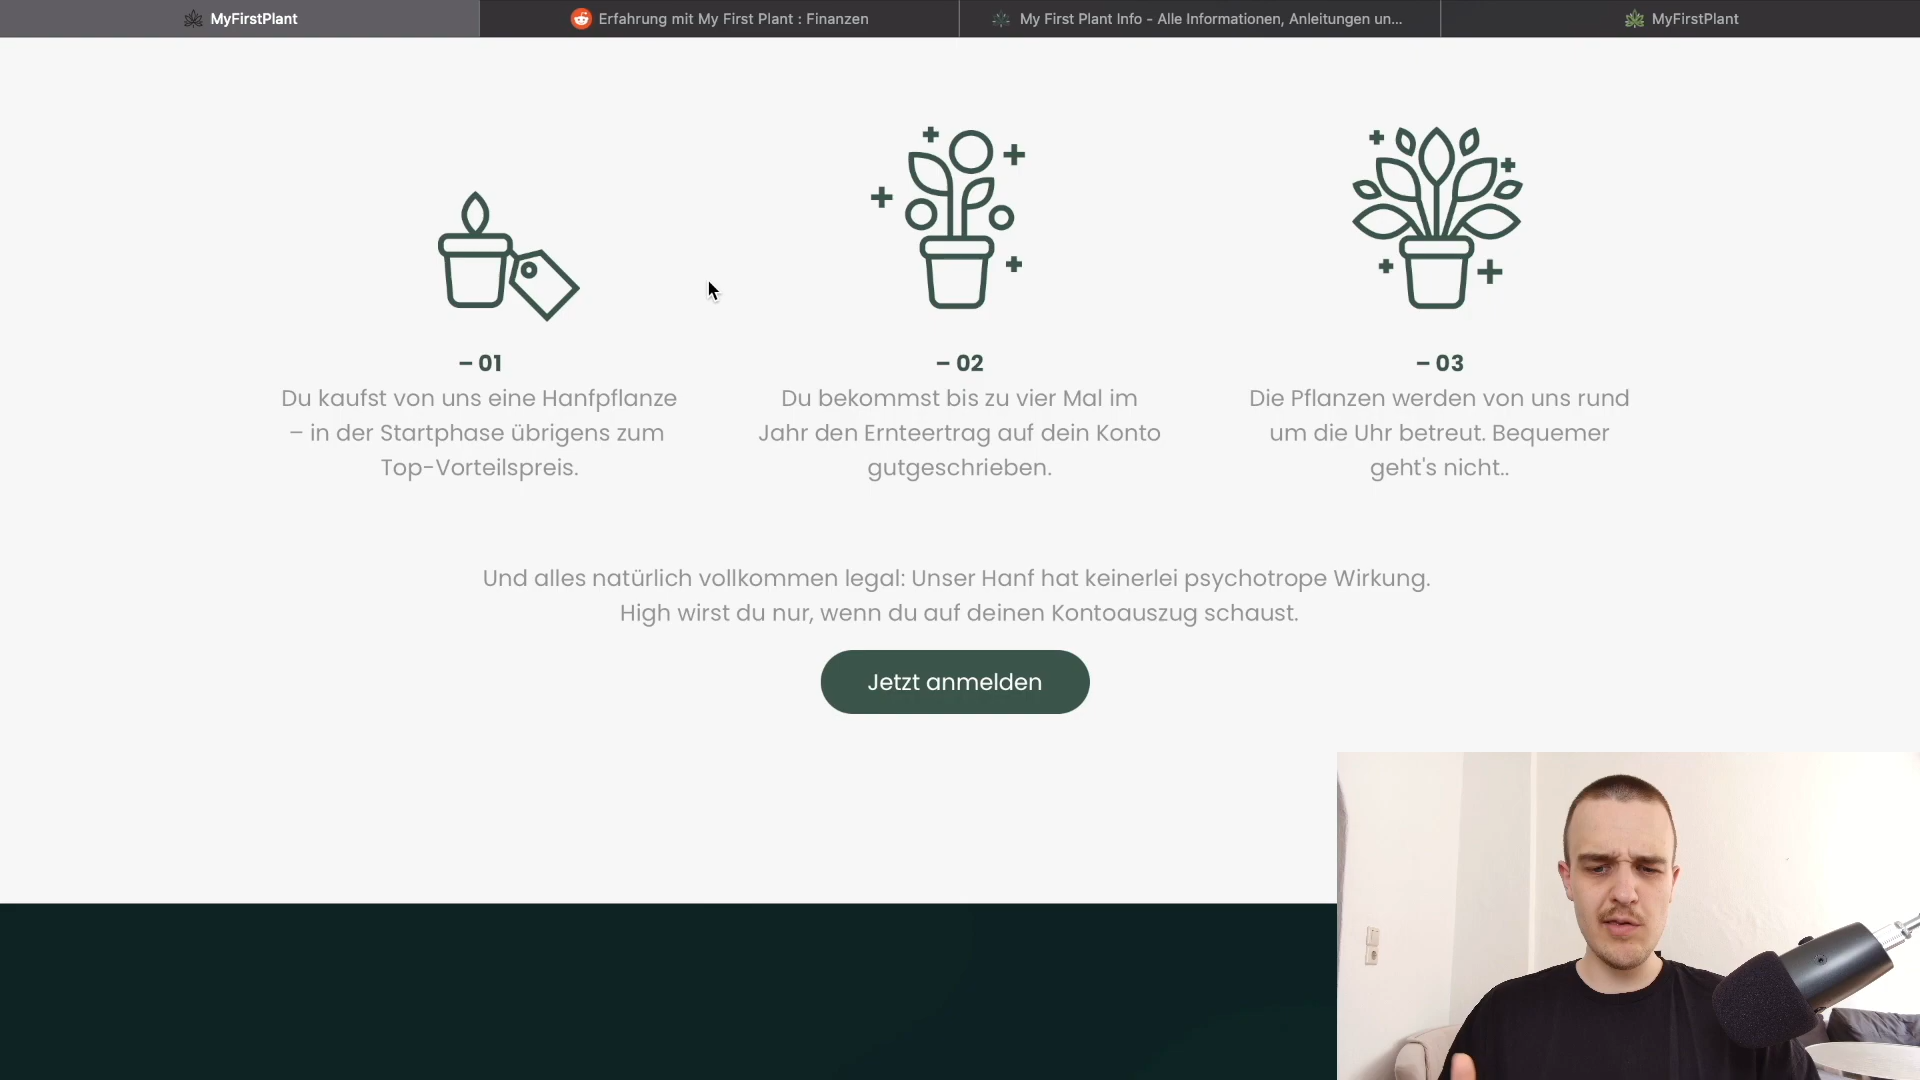 MyFirstPlant
Erfahrung mit My First Plant : Finanzen
My First Plant Info - Alle Informationen, Anleitungen un...
MyFirstPlant
– 01
Du kaufst von uns eine Hanfpflanze
– in der Startphase übrigens zum
Top-Vorteilspreis.
– 02
Du bekommst bis zu vier Mal im
Jahr den Ernteertrag auf dein Konto
gutgeschrieben.
– 03
Die Pflanzen werden von uns rund
um die Uhr betreut. Bequemer
geht's nicht..
Und alles natürlich vollkommen legal: Unser Hanf hat keinerlei psychotrope Wirkung.
High wirst du nur, wenn du auf deinen Kontoauszug schaust.
Jetzt anmelden